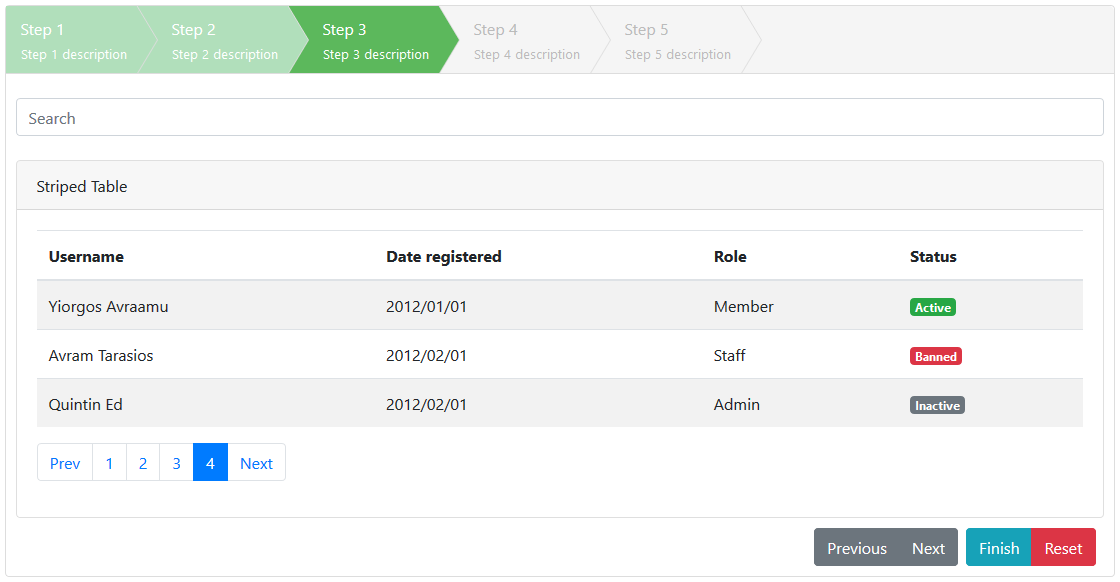 Step 1 Step 2 Step 3 Step 4 Step 5
Step 1 description Step 2 description Step 3 description Step 4 description Step 5 description
Search
Striped Table
Username Date registered Role Status
Yiorgos Avraamu 2012/01/01 Member Active
Avram Tarasios 2012/02/01 Staff Banned
Quintin Ed 2012/02/01 Admin Inactive
Prev 1 2 3 4 Next
Previous Next Finish Reset